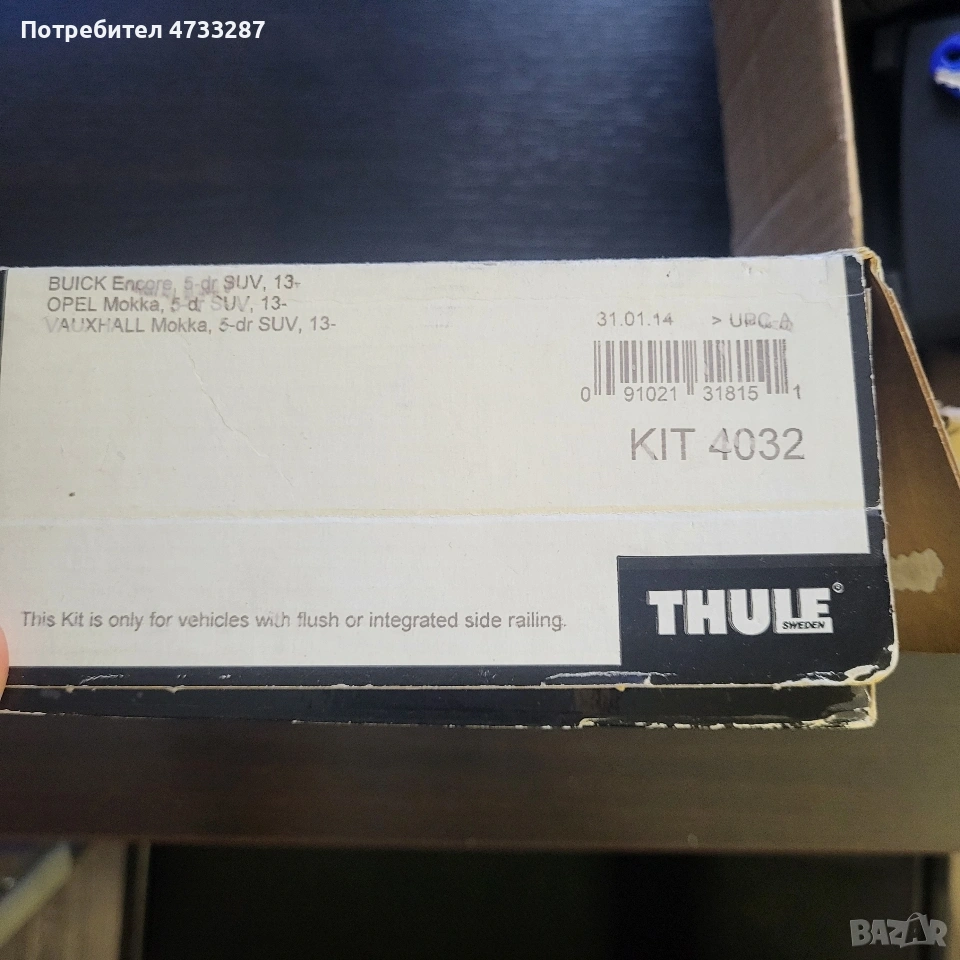 Потребител 4733287
BUICK Encore, 5-dr SUV, 13-
OPEL Mokka, 5-dr SUV, 13-
VAUXHALL Mokka, 5-dr SUV, 13-
31.01.14 > UPC-A
0 91021 31815 1
KIT 4032
This Kit is only for vehicles with flush or integrated side railing.
THULE®
SWEDEN
BAZAR